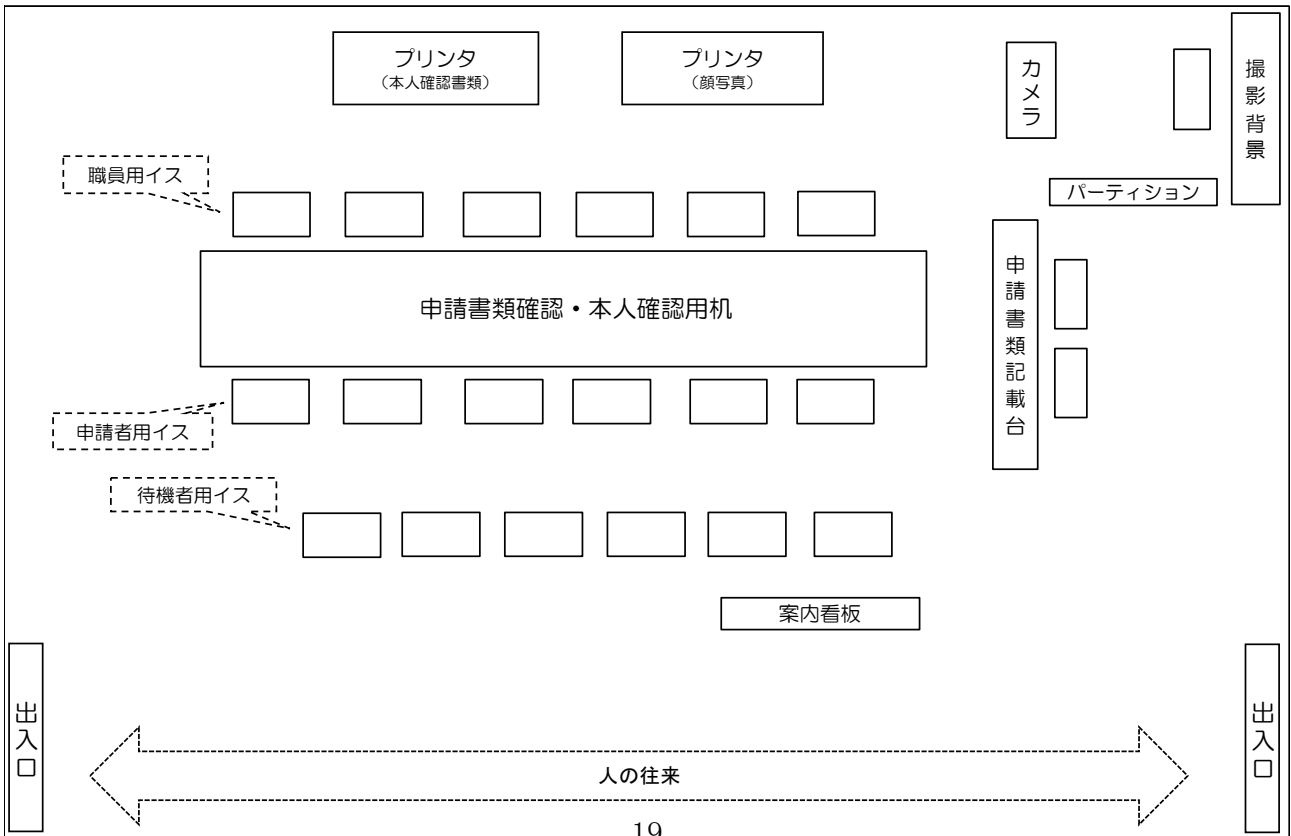 プリンタ
（本人確認書類）
プリンタ
（顔写真）
カメラ
撮影背景
職員用イス
パーティション
申請書類確認・本人確認用机
申請書類記載台
申請者用イス
待機者用イス
案内看板
出入口
出入口
人の往来
19